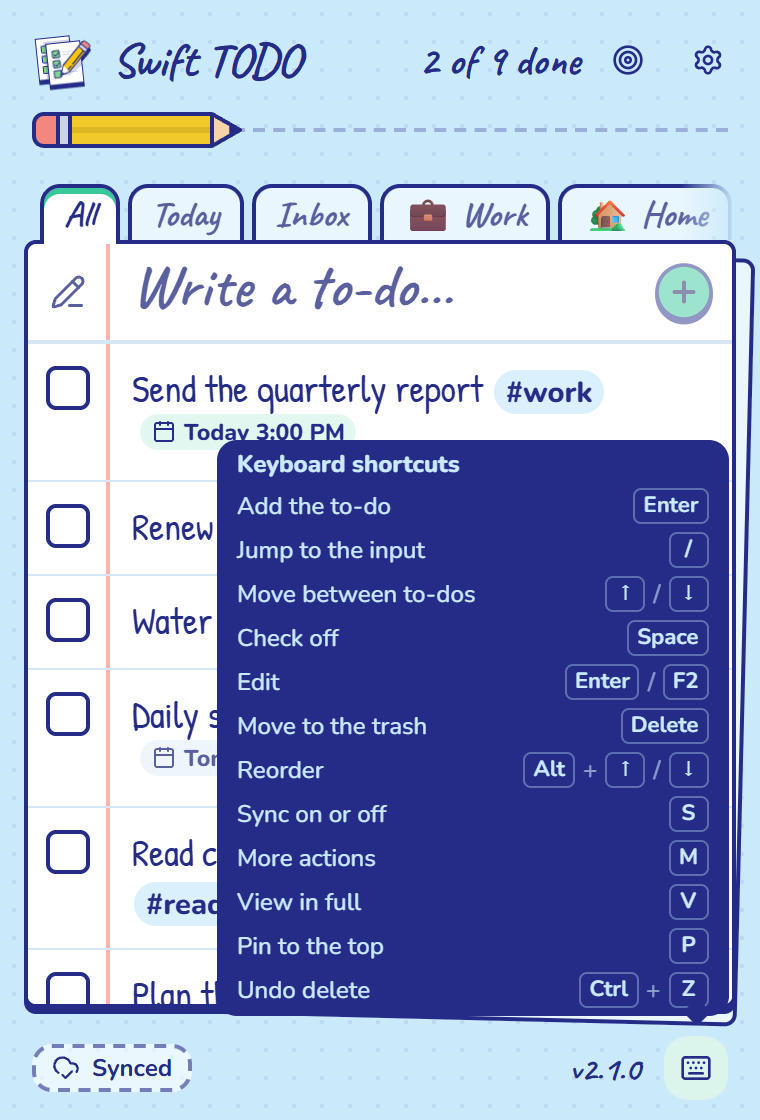 Swift TODO
2 of 9 done
All
Today
Inbox
Work
Home
Write a to-do...
Send the quarterly report #work
Today 3:00 PM
Renew
Water
Daily
Read
Plan
Keyboard shortcuts
Add the to-do Enter
Jump to the input /
Move between to-dos ↑ / ↓
Check off Space
Edit Enter / F2
Move to the trash Delete
Reorder Alt + ↑ / ↓
Sync on or off S
More actions M
View in full V
Pin to the top P
Undo delete Ctrl + Z
Synced
v2.1.0